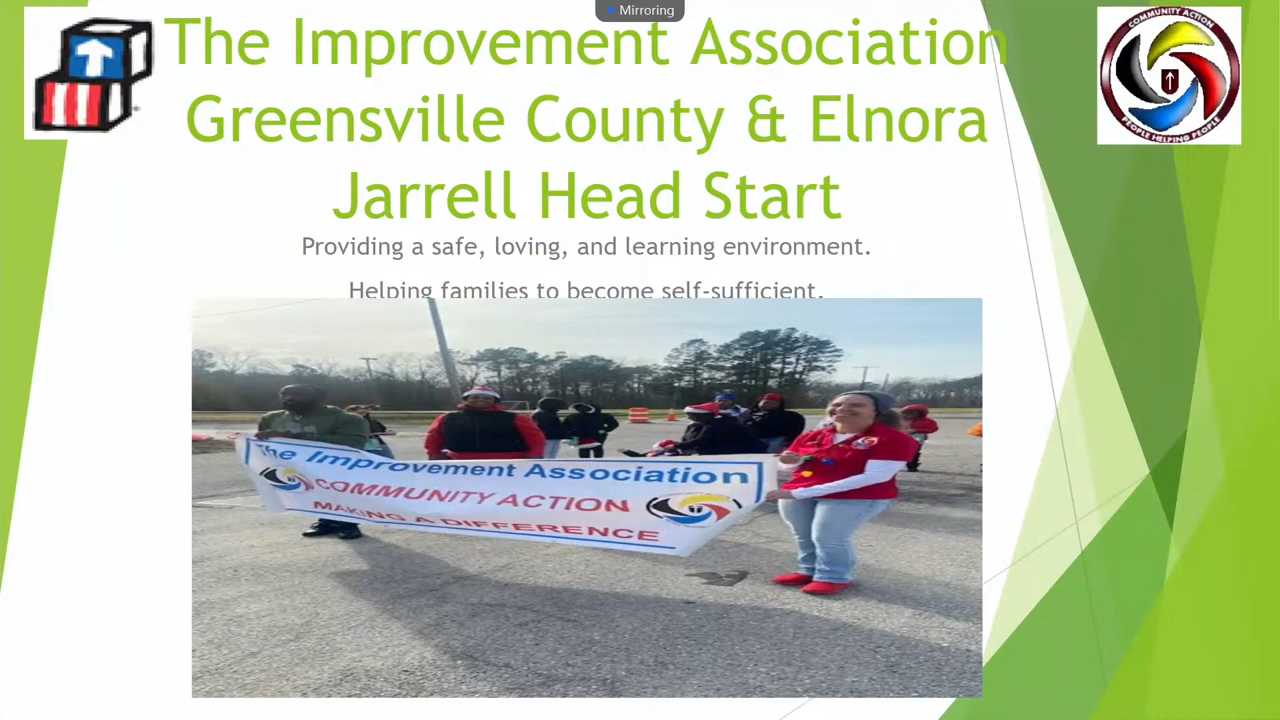 Mirroring
The Improvement Association
Greensville County & Elnora
Jarrell Head Start
Providing a safe, loving, and learning environment.
Helping families to become self-sufficient.
COMMUNITY ACTION
PEOPLE HELPING PEOPLE
The Improvement Association
COMMUNITY ACTION
MAKING A DIFFERENCE